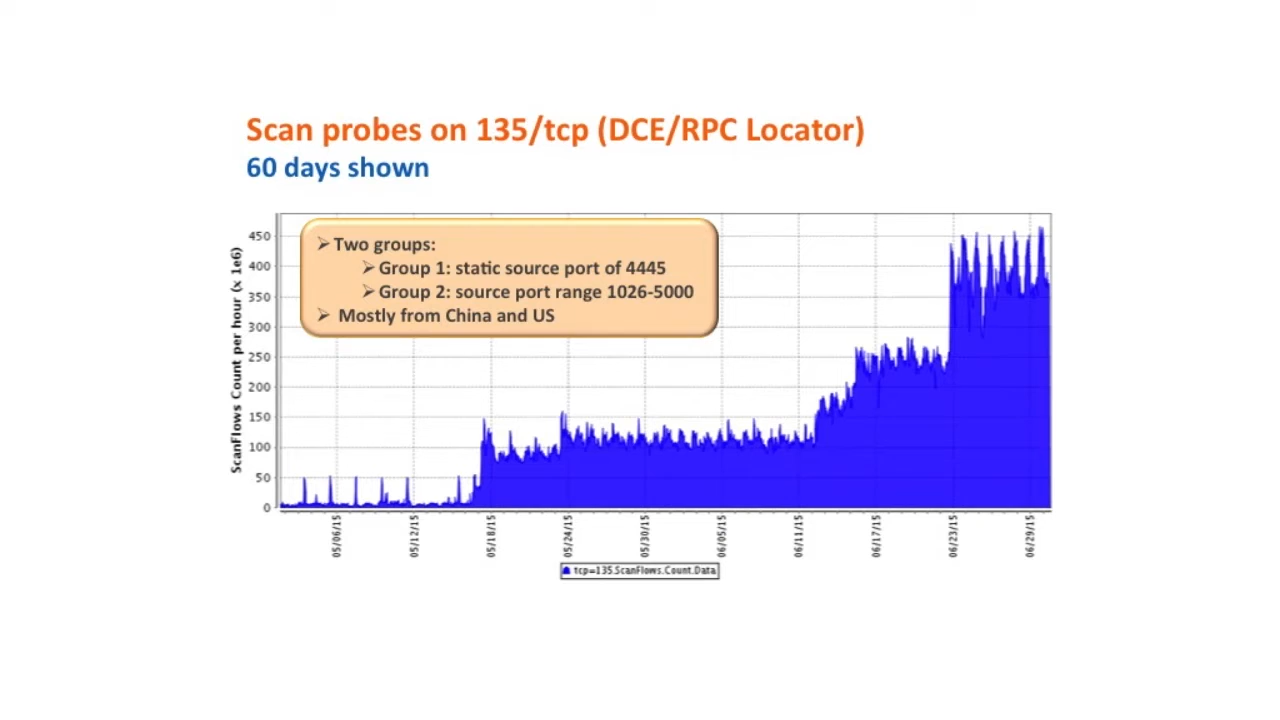 Scan probes on 135/tcp (DCE/RPC Locator)
60 days shown
ScanFlows Count per hour (x 1e6)
450
400
350
300
250
200
150
100
50
0
➢ Two groups:
➢ Group 1: static source port of 4445
➢ Group 2: source port range 1026-5000
➢ Mostly from China and US
05/06/15
05/12/15
05/18/15
05/24/15
05/30/15
06/05/15
06/11/15
06/17/15
06/23/15
06/29/15
tcp=135.ScanFlows.Count.Data